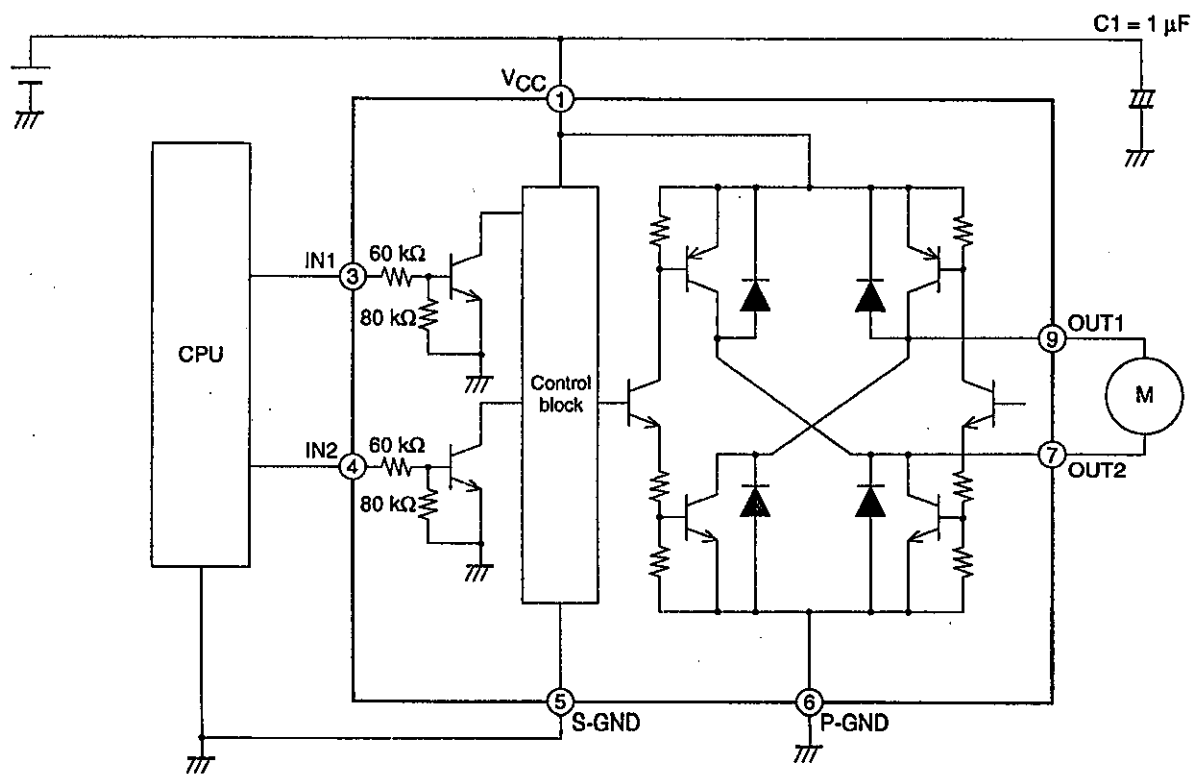 C1 = 1 µF
VCC
1
IN1
3
60 kΩ
80 kΩ
CPU
Control
block
9
OUT1
M
IN2
4
60 kΩ
80 kΩ
7
OUT2
5
S-GND
6
P-GND